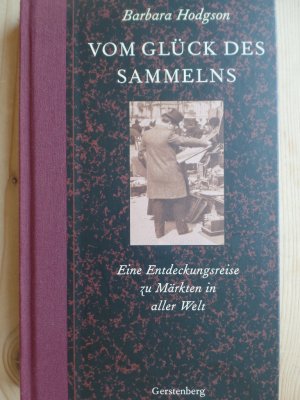 Barbara Hodgson
VOM GLÜCK DES
SAMMELNS
Eine Entdeckungsreise
zu Märkten in
aller Welt
Gerstenberg